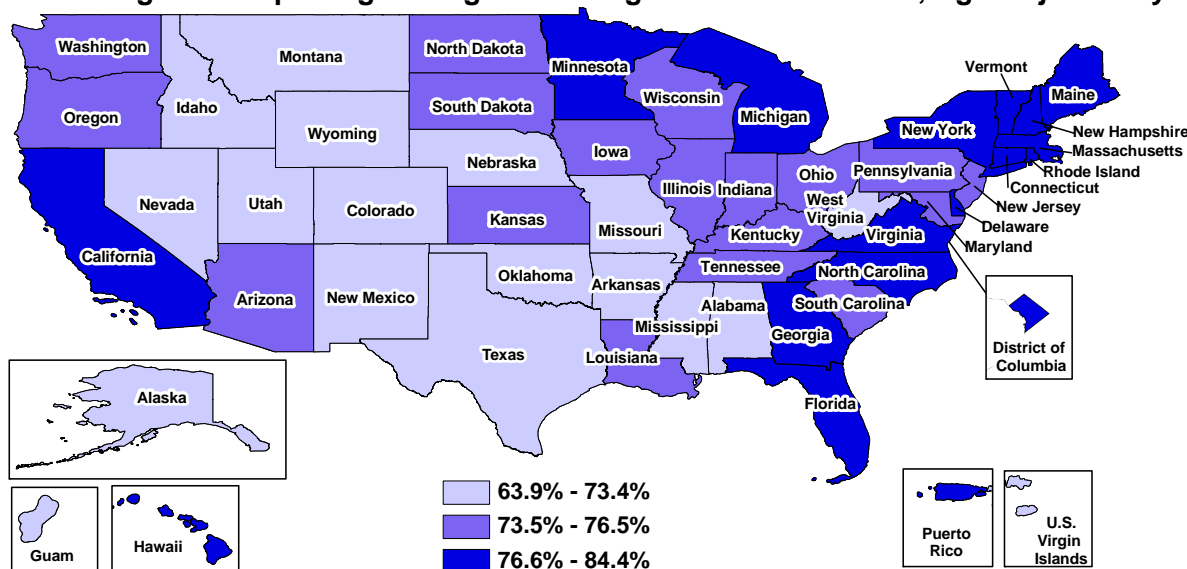 Washington
Montana
North Dakota
Minnesota
Vermont
Maine
Oregon
Idaho
South Dakota
Wisconsin
Michigan
New York
New Hampshire
Massachusetts
Rhode Island
Connecticut
New Jersey
Delaware
Maryland
Wyoming
Nebraska
Iowa
Illinois
Indiana
Ohio
Pennsylvania
West
Virginia
Virginia
Nevada
Utah
Colorado
Kansas
Missouri
Kentucky
California
Arizona
New Mexico
Oklahoma
Arkansas
Tennessee
North Carolina
South Carolina
Texas
Louisiana
Mississippi
Alabama
Georgia
Florida
District of
Columbia
Alaska
Guam
Hawaii
63.9% - 73.4%
73.5% - 76.5%
76.6% - 84.4%
Puerto
Rico
U.S.
Virgin
Islands